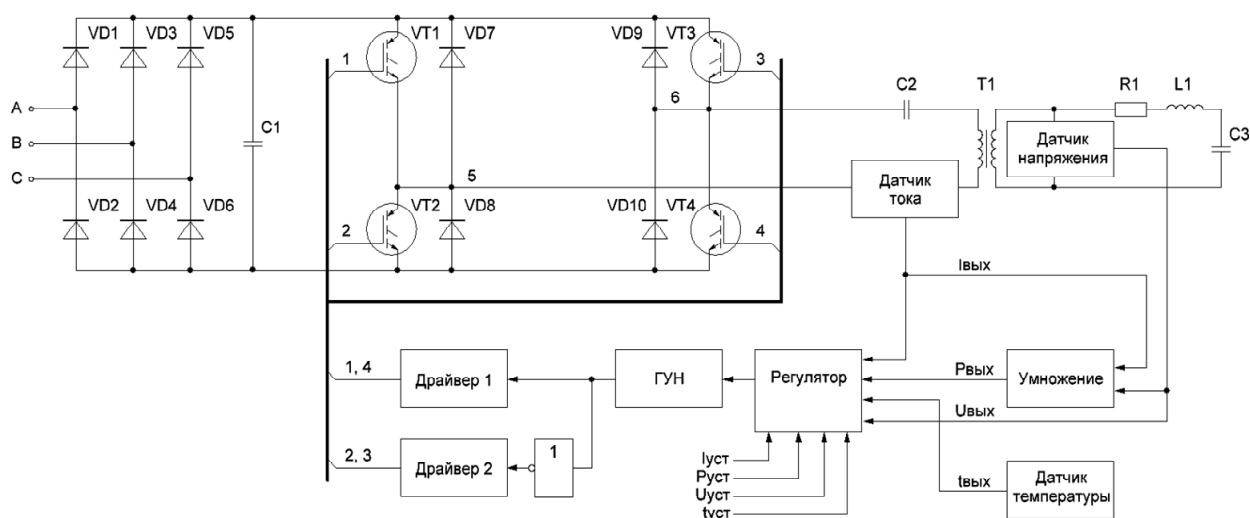 VD1 VD3 VD5 VT1 VD7 VD9 VT3
1 3
A
B
C
C1
6
C2 T1 R1 L1
Датчик
напряжения
C3
5
Датчик
тока
VD2 VD4 VD6 VT2 VD8 VD10 VT4
2 4
Iвых
1, 4
Драйвер 1
ГУН
Регулятор
Pвых
Умножение
Uвых
2, 3
Драйвер 2
1
Iуст
Pуст
Uуст
tуст
tвых
Датчик
температуры